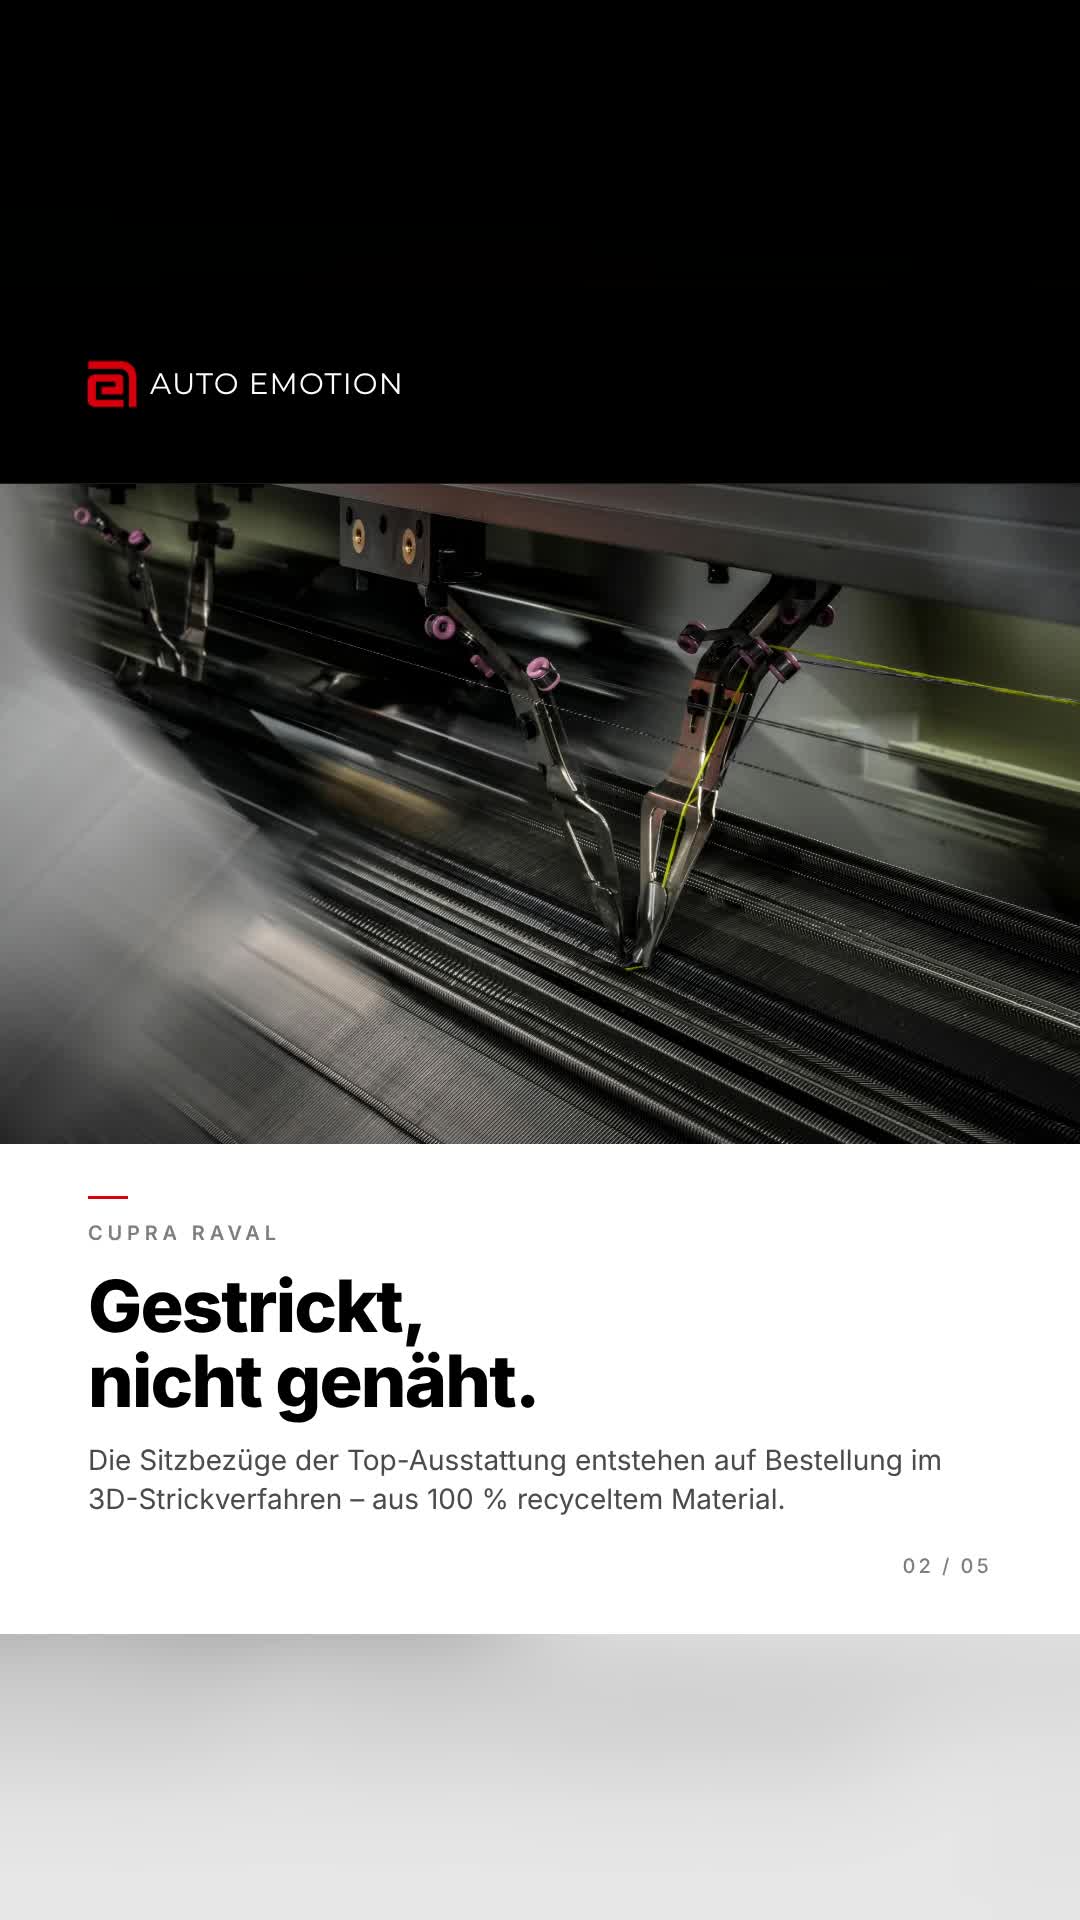 AUTO EMOTION
CUPRA RAVAL
Gestrickt,
nicht genäht.
Die Sitzbezüge der Top-Ausstattung entstehen auf Bestellung im
3D-Strickverfahren – aus 100 % recyceltem Material.
02 / 05